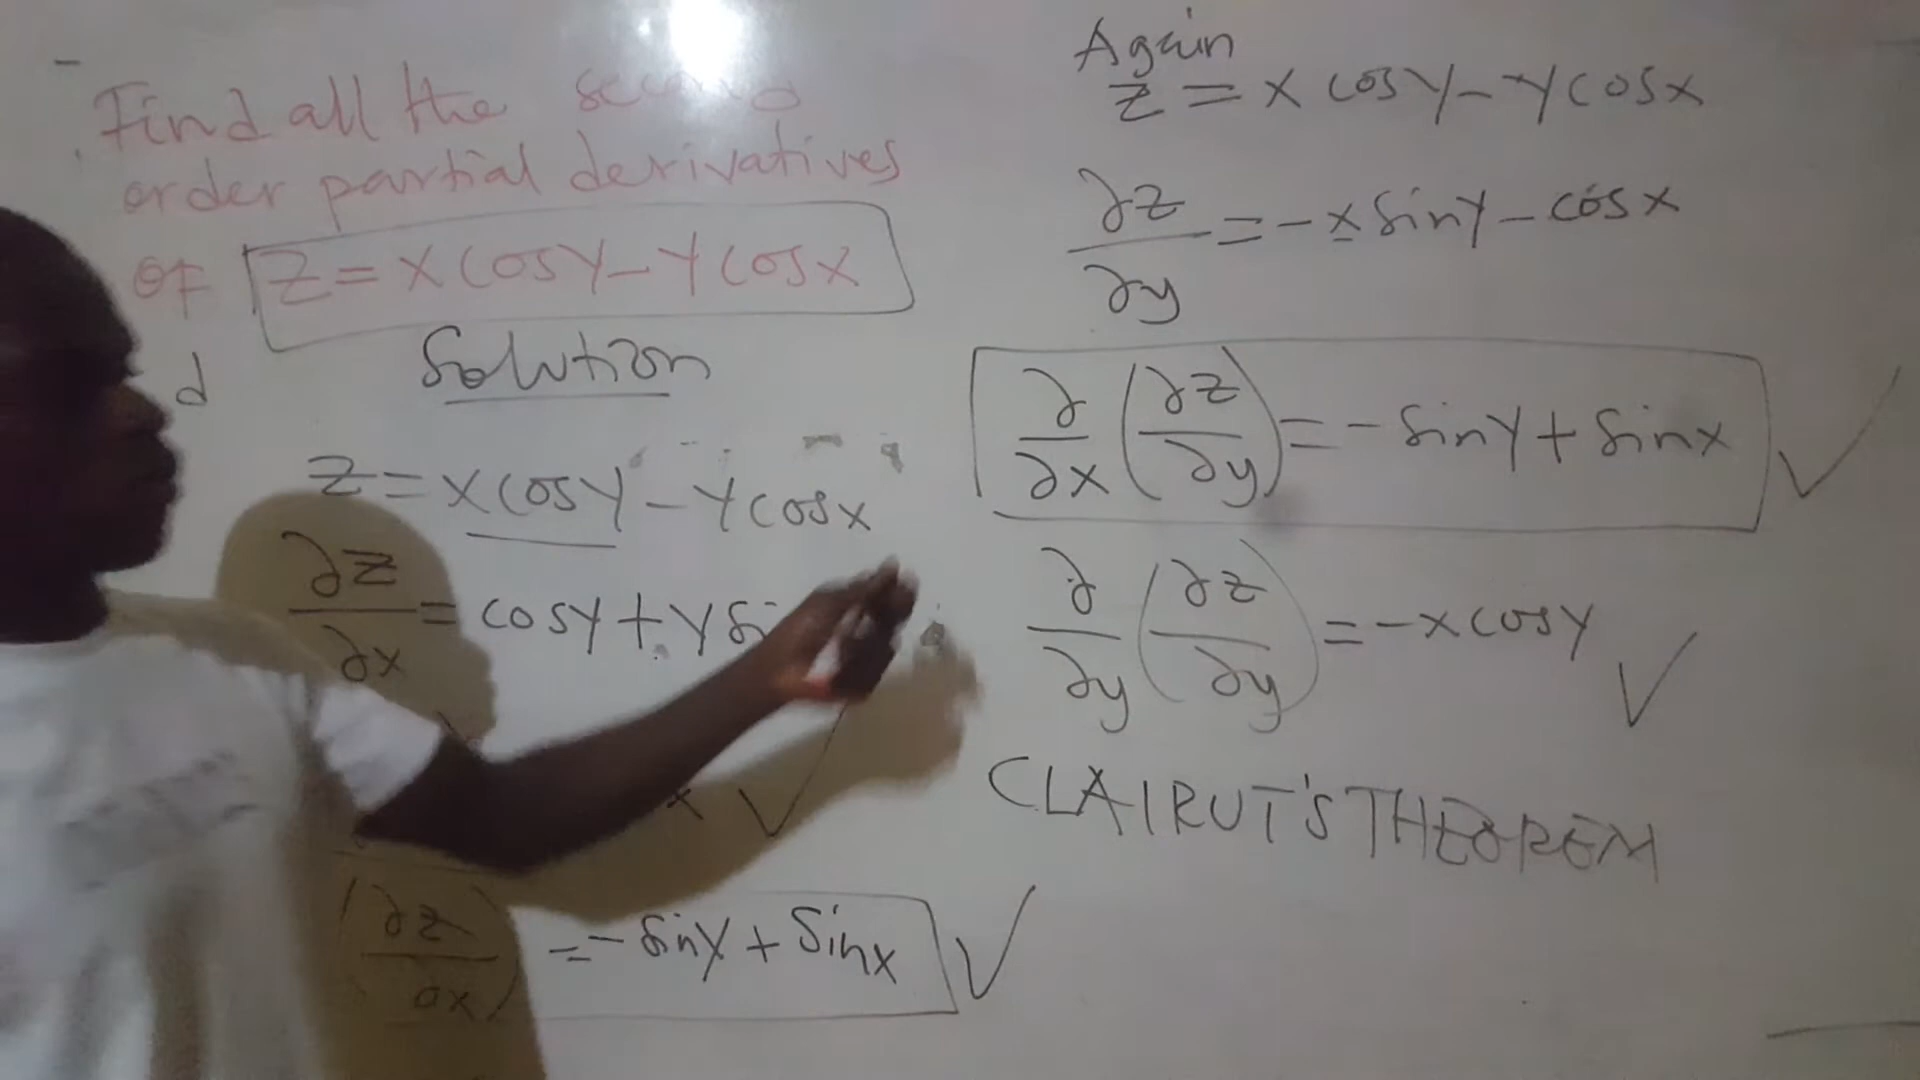 Find all the second
order partial derivatives
of Z = x cos y - y cos x
d
Solution
Z = x cos y - y cos x
∂z/∂x = cos y + y si
x ✓
(∂z/∂x) = - sin y + sin x ✓
Again
Z = x cos y - y cos x
∂z/∂y = - x sin y - cos x
∂/∂x (∂z/∂y) = - sin y + sin x ✓
∂/∂y (∂z/∂y) = - x cos y ✓
CLAIRUT'S THEOREM